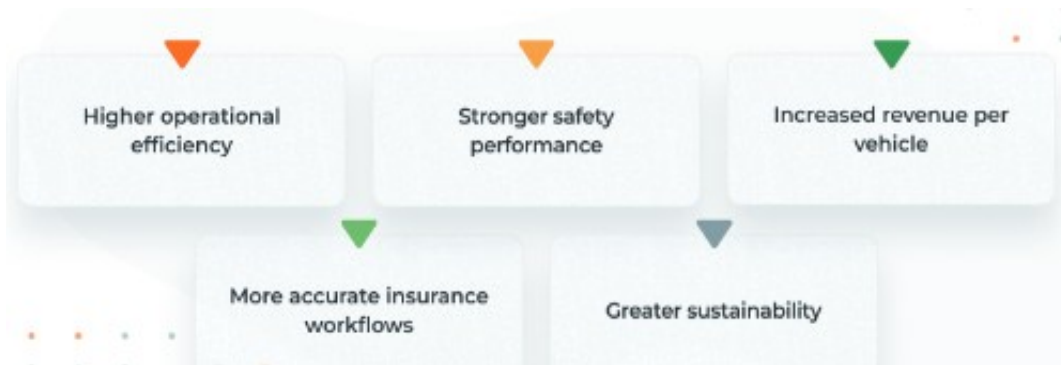 Higher operational
efficiency
Stronger safety
performance
Increased revenue per
vehicle
More accurate insurance
workflows
Greater sustainability